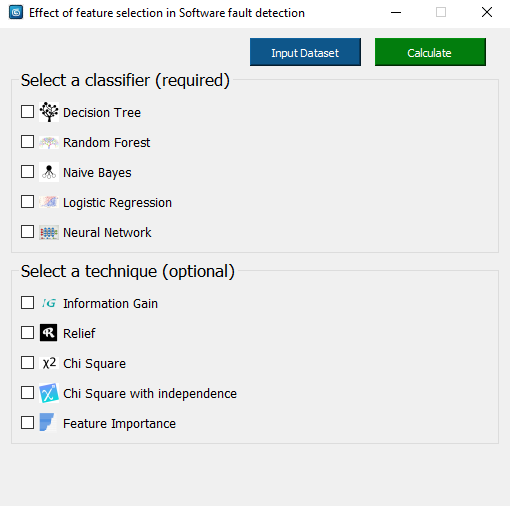 Effect of feature selection in Software fault detection
Input Dataset
Calculate
Select a classifier (required)
Decision Tree
Random Forest
Naive Bayes
Logistic Regression
Neural Network
Select a technique (optional)
IG Information Gain
R Relief
χ2 Chi Square
Chi Square with independence
Feature Importance